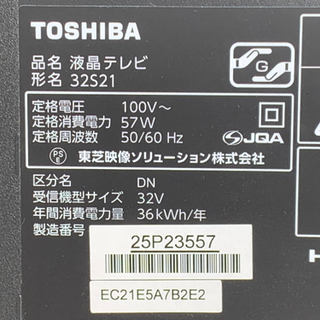 TOSHIBA
品名 液晶テレビ
形名 32S21
定格電圧 100V～
定格消費電力 57W
定格周波数 50/60 Hz
G
S JQA
PS E 東芝映像ソリューション株式会社
区分名 DN
受信機型サイズ 32V
年間消費電力量 36kWh/年
製造番号
25P23557
EC21E5A7B2E2
H